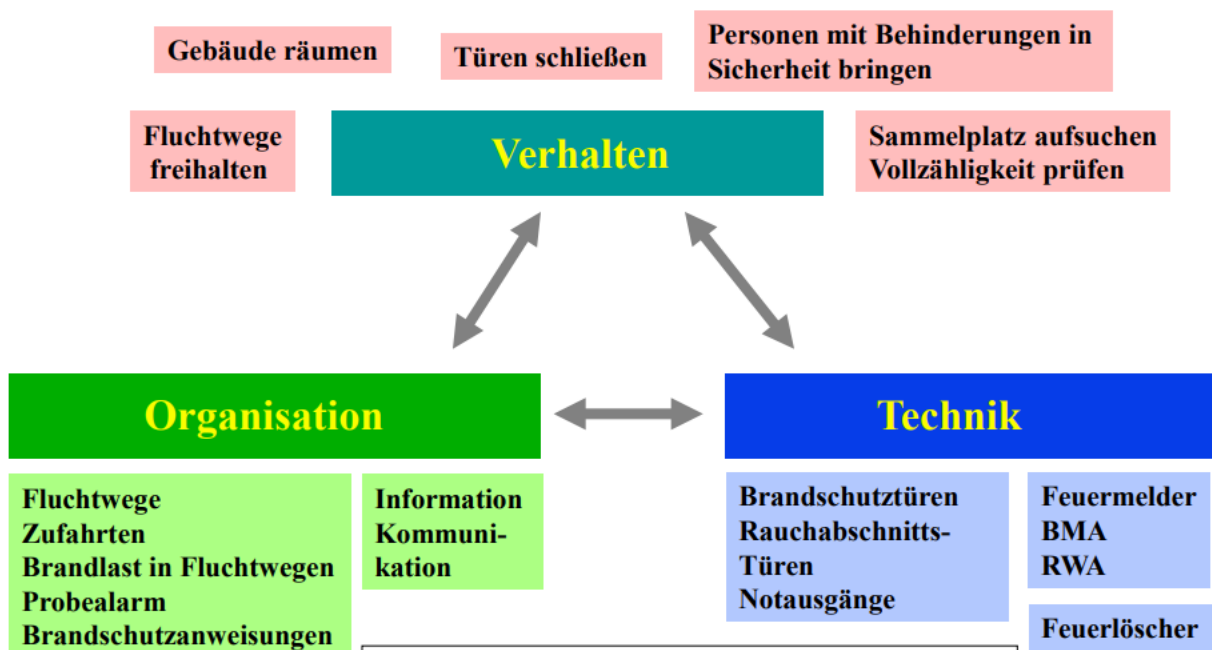 Gebäude räumen
Türen schließen
Personen mit Behinderungen in
Sicherheit bringen
Fluchtwege
freihalten
Verhalten
Sammelplatz aufsuchen
Vollzähligkeit prüfen
Organisation
Technik
Fluchtwege
Zufahrten
Brandlast in Fluchtwegen
Probealarm
Brandschutzanweisungen
Information
Kommuni-
kation
Brandschutztüren
Rauchabschnitts-
Türen
Notausgänge
Feuermelder
BMA
RWA
Feuerlöscher